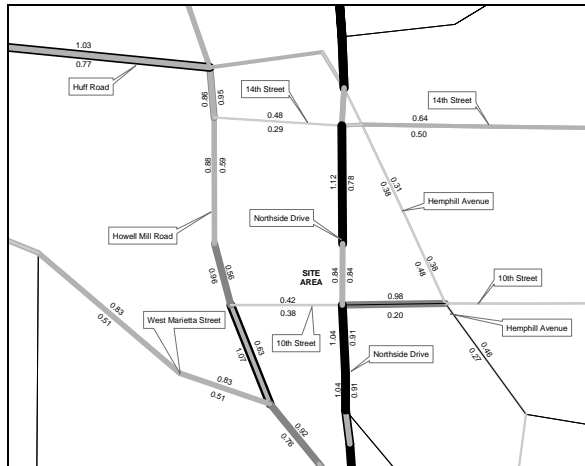 1.03
0.77
Huff Road
0.86
0.95
14th Street
0.48
0.29
14th Street
0.64
0.50
0.88
0.59
1.12
0.78
0.31
0.38
Hemphill Avenue
Northside Drive
Howell Mill Road
0.38
0.48
SITE
AREA
0.84
0.84
0.56
0.96
0.98
0.20
10th Street
0.42
0.38
10th Street
0.83
0.51
West Marietta Street
Hemphill Avenue
1.04
0.91
0.63
1.07
0.46
0.27
Northside Drive
0.83
0.51
1.04
0.91
0.92
0.76